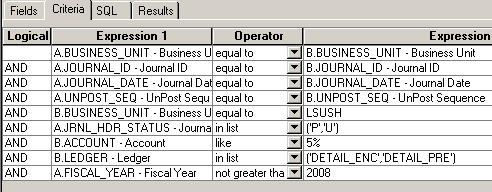 Fields Criteria SQL Results
Logical Expression 1 Operator Expression
A.BUSINESS_UNIT - Business U equal to B.BUSINESS_UNIT - Business Unit
AND A.JOURNAL_ID - Journal ID equal to B.JOURNAL_ID - Journal ID
AND A.JOURNAL_DATE - Journal Dat equal to B.JOURNAL_DATE - Journal Date
AND A.UNPOST_SEQ - UnPost Sequ equal to B.UNPOST_SEQ - UnPost Sequence
AND A.BUSINESS_UNIT - Business U equal to LSUSH
AND A.JRNL_HDR_STATUS - Journa in list ('P','U')
AND B.ACCOUNT - Account like 5%
AND B.LEDGER - Ledger in list ('DETAIL_ENC','DETAIL_PRE')
AND A.FISCAL_YEAR - Fiscal Year not greater tha 2008